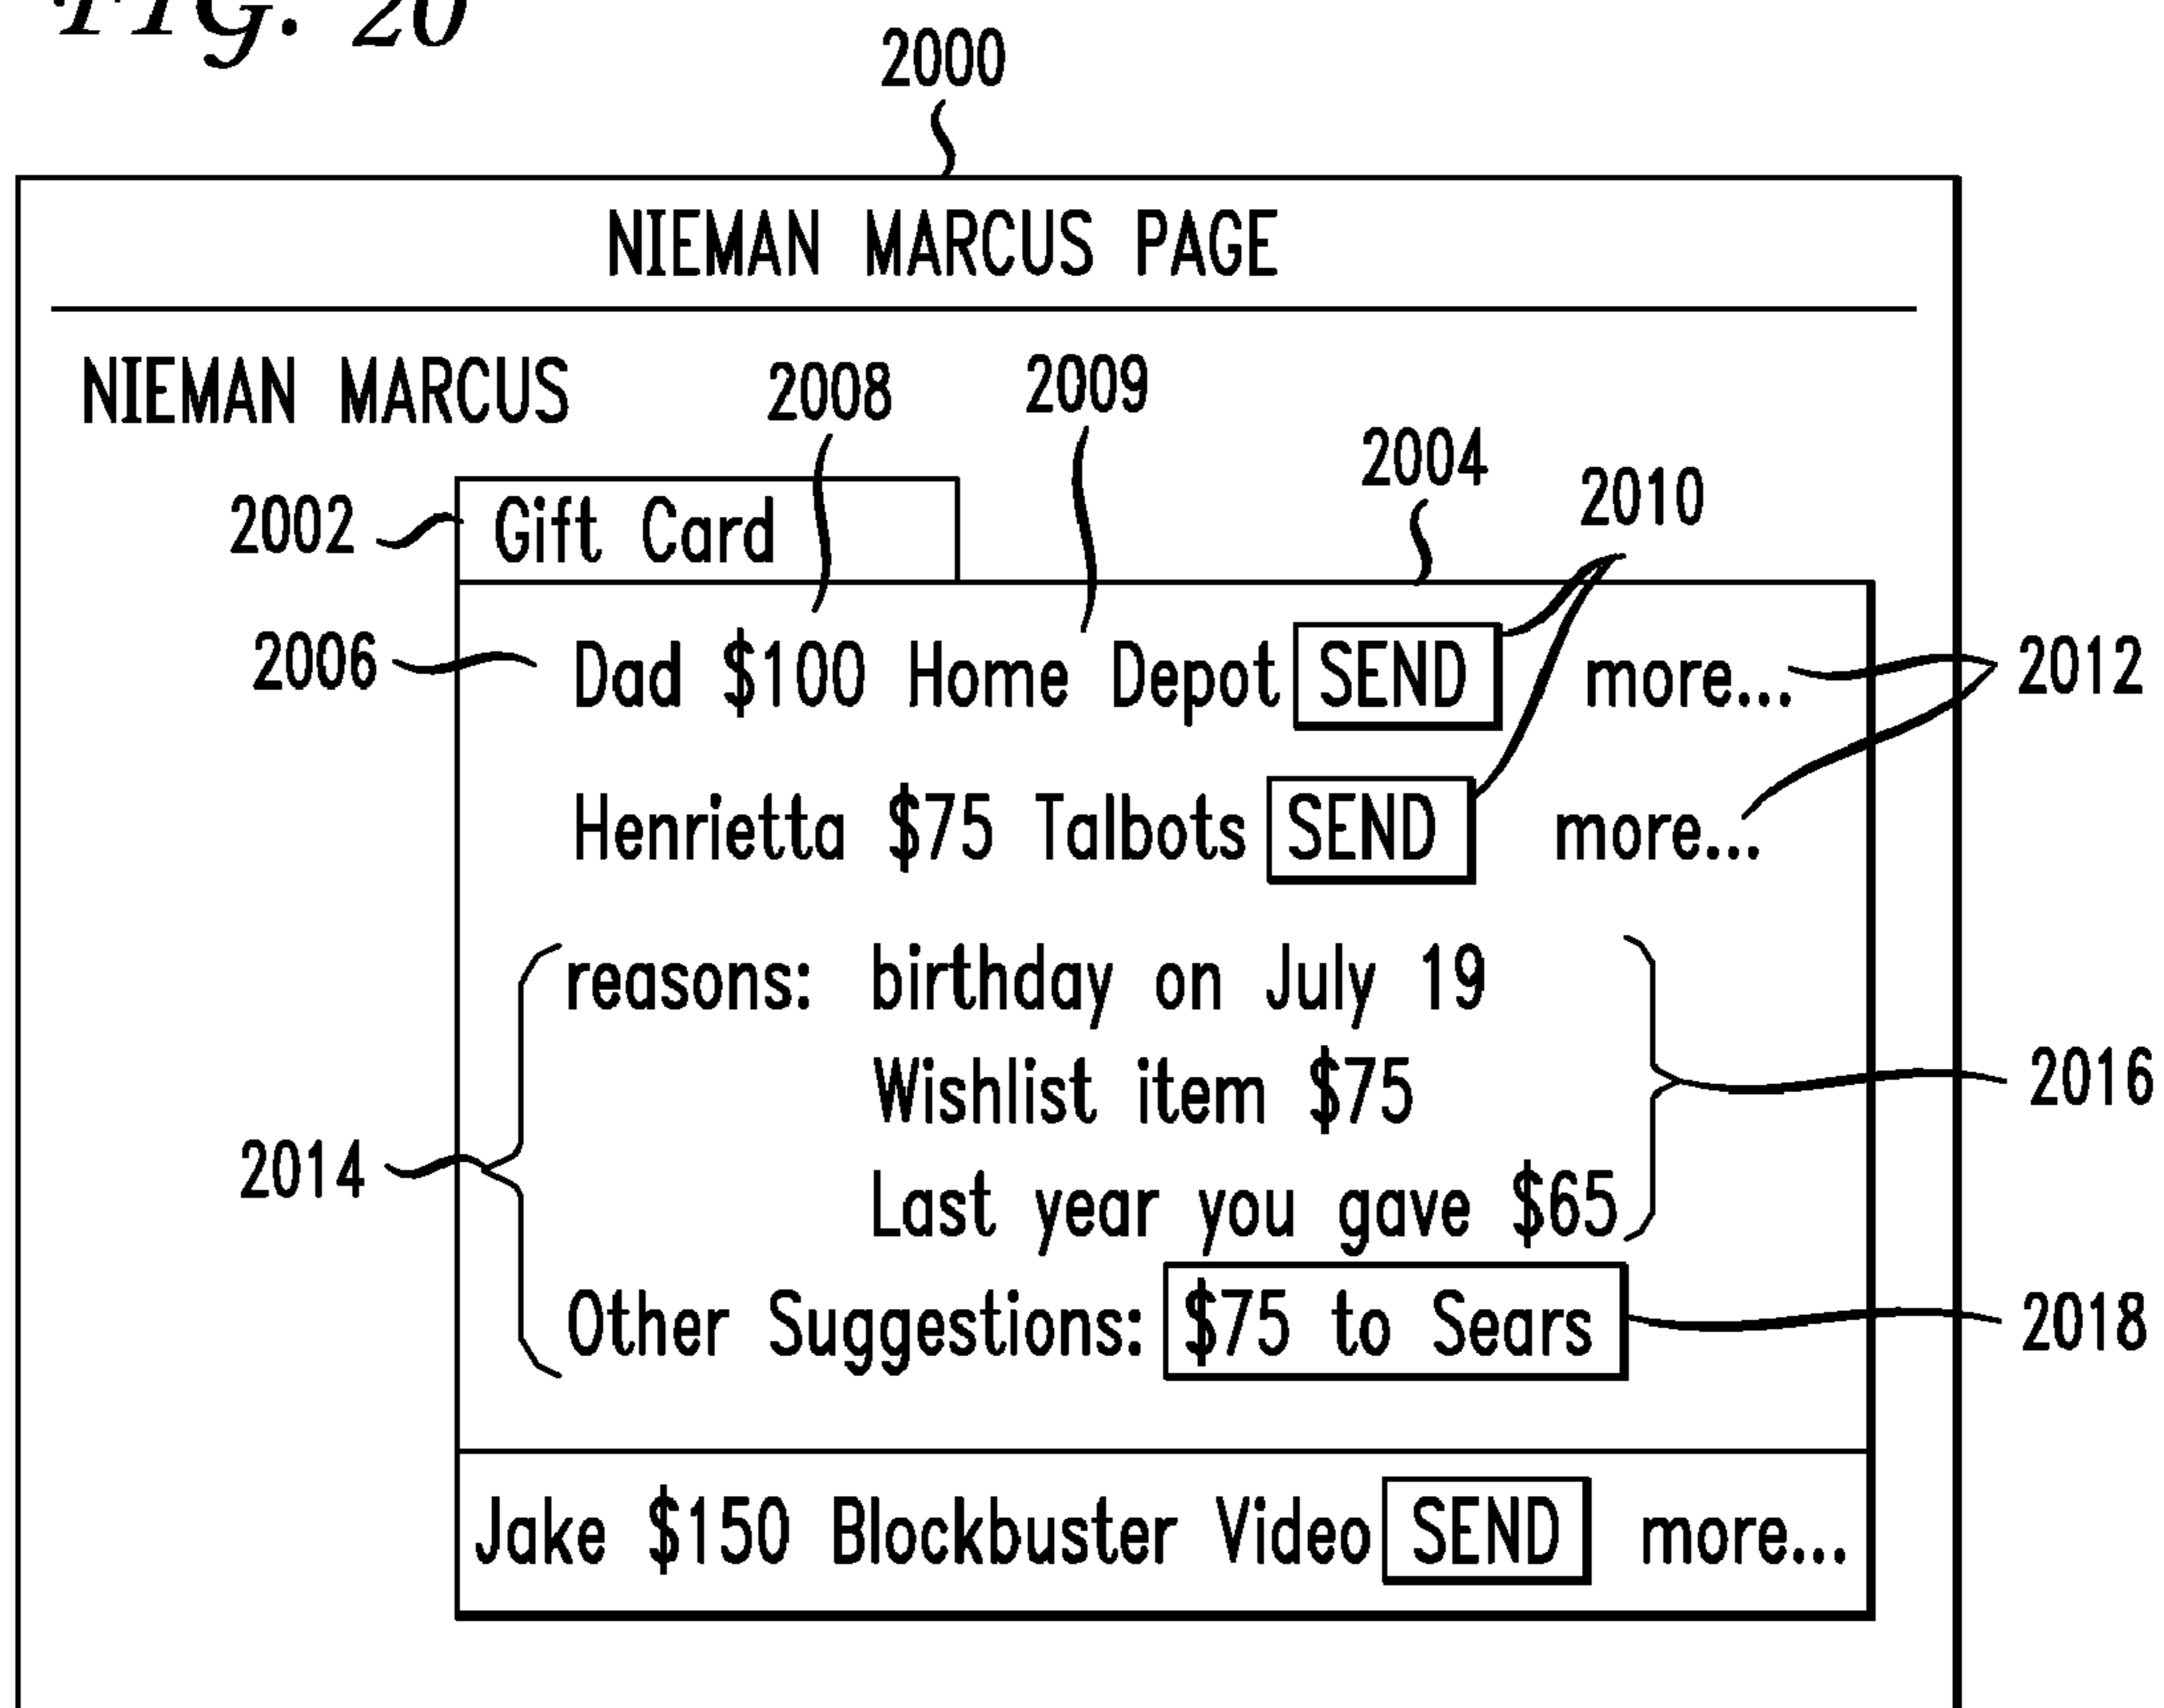 FIG. 20
2000
NIEMAN MARCUS PAGE
NIEMAN MARCUS
2008
2009
2004
2010
2002
Gift Card
2006
Dad $100 Home Depot SEND more...
2012
Henrietta $75 Talbots SEND more...
reasons: birthday on July 19
Wishlist item $75
2016
2014
Last year you gave $65
Other Suggestions: $75 to Sears
2018
Jake $150 Blockbuster Video SEND more...